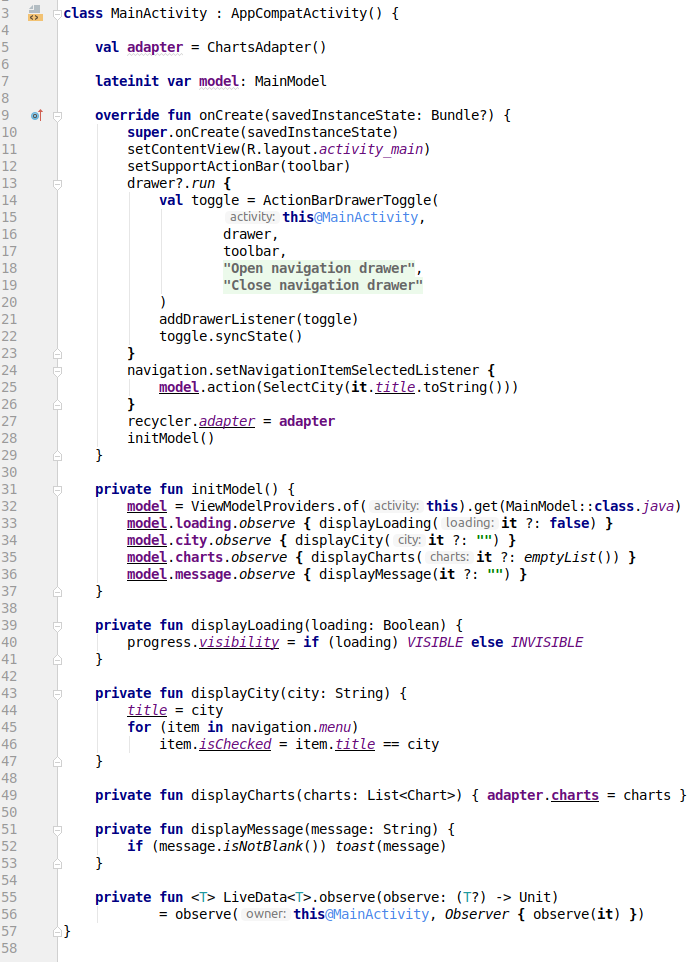 3 class MainActivity : AppCompatActivity() {
4
5     val adapter = ChartsAdapter()
6
7     lateinit var model: MainModel
8
9     override fun onCreate(savedInstanceState: Bundle?) {
10         super.onCreate(savedInstanceState)
11         setContentView(R.layout.activity_main)
12         setSupportActionBar(toolbar)
13         drawer?.run {
14             val toggle = ActionBarDrawerToggle(
15                     activity: this@MainActivity,
16                     drawer,
17                     toolbar,
18                     "Open navigation drawer",
19                     "Close navigation drawer"
20             )
21             addDrawerListener(toggle)
22             toggle.syncState()
23         }
24         navigation.setNavigationItemSelectedListener {
25             model.action(SelectCity(it.title.toString()))
26         }
27         recycler.adapter = adapter
28         initModel()
29     }
30
31     private fun initModel() {
32         model = ViewModelProviders.of( activity: this).get(MainModel::class.java)
33         model.loading.observe { displayLoading( loading: it ?: false) }
34         model.city.observe { displayCity( city: it ?: "") }
35         model.charts.observe { displayCharts( charts: it ?: emptyList()) }
36         model.message.observe { displayMessage(it ?: "") }
37     }
38
39     private fun displayLoading(loading: Boolean) {
40         progress.visibility = if (loading) VISIBLE else INVISIBLE
41     }
42
43     private fun displayCity(city: String) {
44         title = city
45         for (item in navigation.menu)
46             item.isChecked = item.title == city
47     }
48
49     private fun displayCharts(charts: List<Chart>) { adapter.charts = charts }
50
51     private fun displayMessage(message: String) {
52         if (message.isNotBlank()) toast(message)
53     }
54
55     private fun <T> LiveData<T>.observe(observe: (T?) -> Unit)
56             = observe( owner: this@MainActivity, Observer { observe(it) })
57 }
58